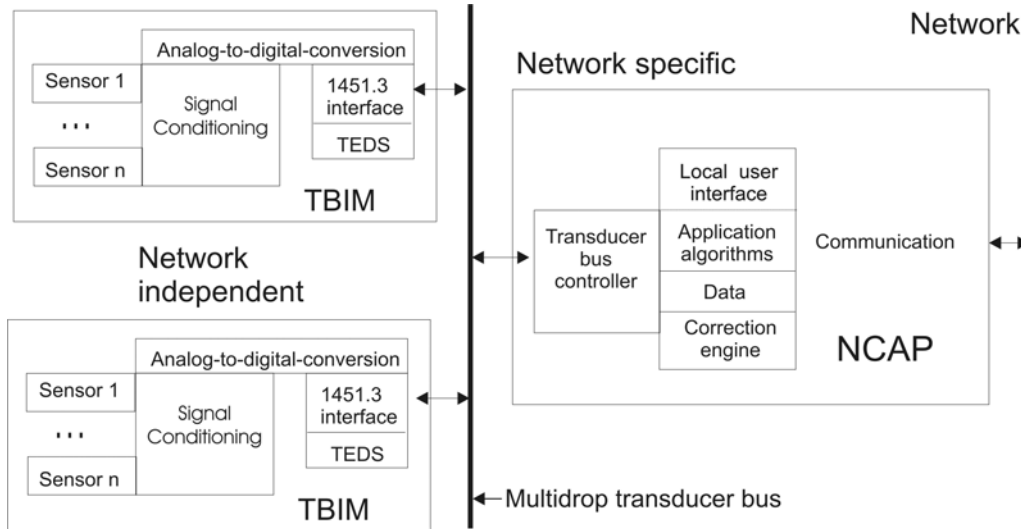 Analog-to-digital-conversion
Sensor 1
Sensor n
Signal
Conditioning
1451.3
interface
TEDS
TBIM
Network
independent
Analog-to-digital-conversion
Sensor 1
Sensor n
Signal
Conditioning
1451.3
interface
TEDS
TBIM
Network
Network specific
Local user
interface
Transducer
bus
controller
Application
algorithms
Data
Correction
engine
Communication
NCAP
Multidrop transducer bus